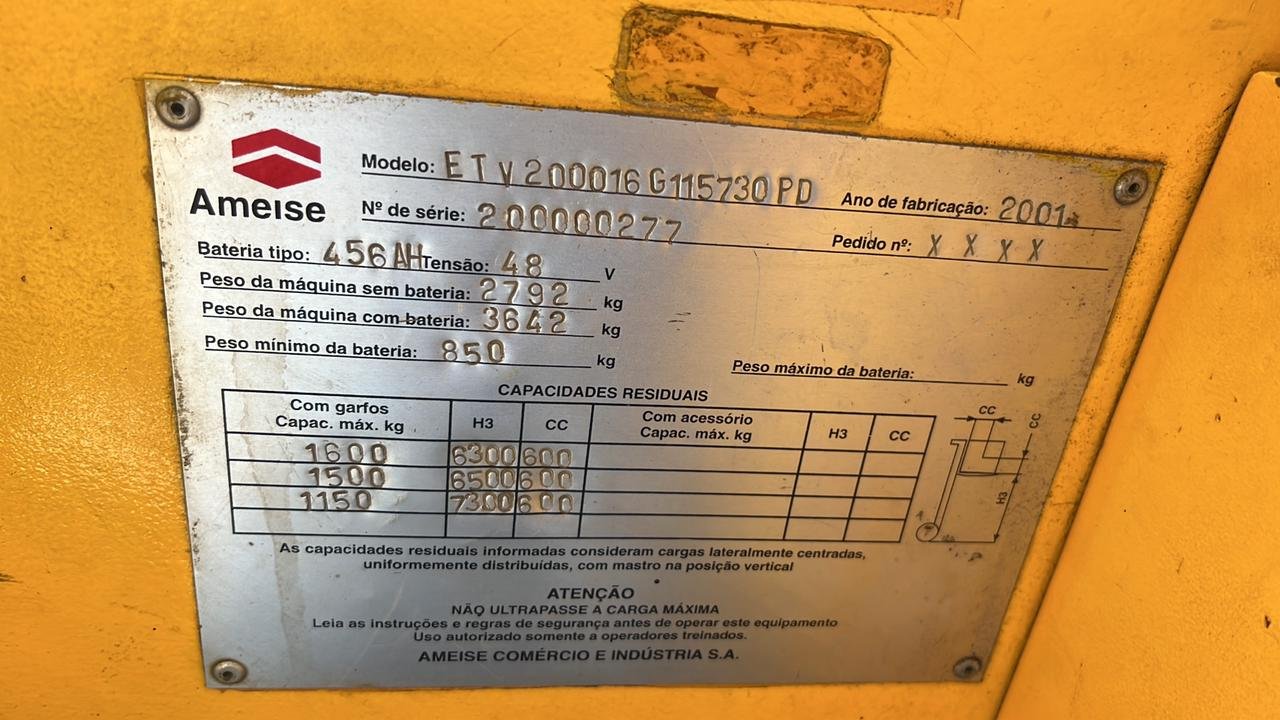 Ameise
Modelo: ETV200016G115730PD Ano de fabricação: 2001
Nº de série: 200000277 Pedido nº: X X X X
Bateria tipo: 456AH Tensão: 48 V
Peso da máquina sem bateria: 2792 kg
Peso da máquina com bateria: 3642 kg
Peso mínimo da bateria: 850 kg Peso máximo da bateria: kg
CAPACIDADES RESIDUAIS
Com garfos Capac. máx. kg H3 CC Com acessório Capac. máx. kg H3 CC
1600 6300 600
1500 6500 600
1150 7300 600
CC
CC
H3
As capacidades residuais informadas consideram cargas lateralmente centradas,
uniformemente distribuídas, com mastro na posição vertical
ATENÇÃO
NÃO ULTRAPASSE A CARGA MÁXIMA
Leia as instruções e regras de segurança antes de operar este equipamento
Uso autorizado somente a operadores treinados.
AMEISE COMÉRCIO E INDÚSTRIA S.A.